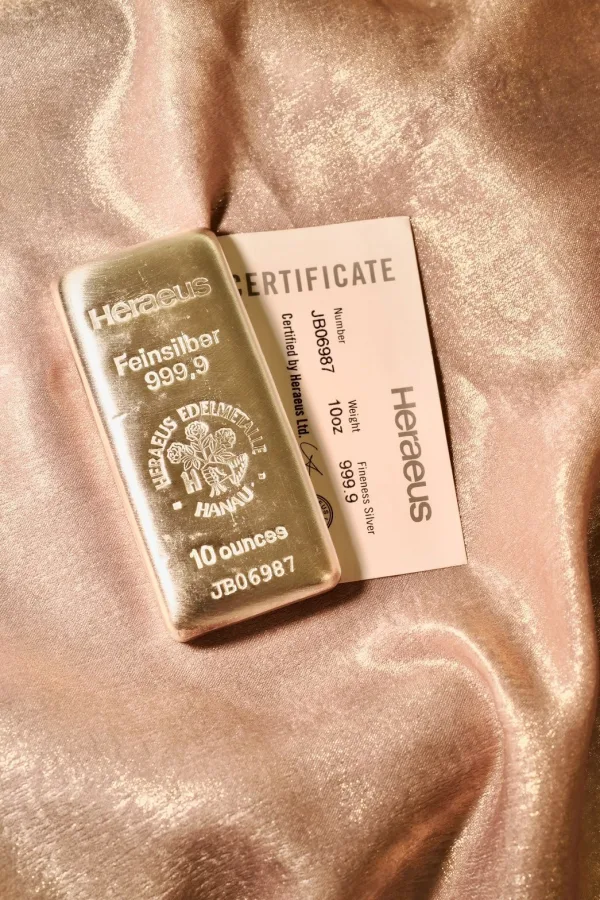 Heraeus
Feinsilber
999,9
HERAEUS EDELMETALLE
HANAU
10 ounces
JB06987
CERTIFICATE
Number
JB06987
Weight
10oz
Fineness Silver
999.9
Certified by Heraeus Ltd.
Heraeus